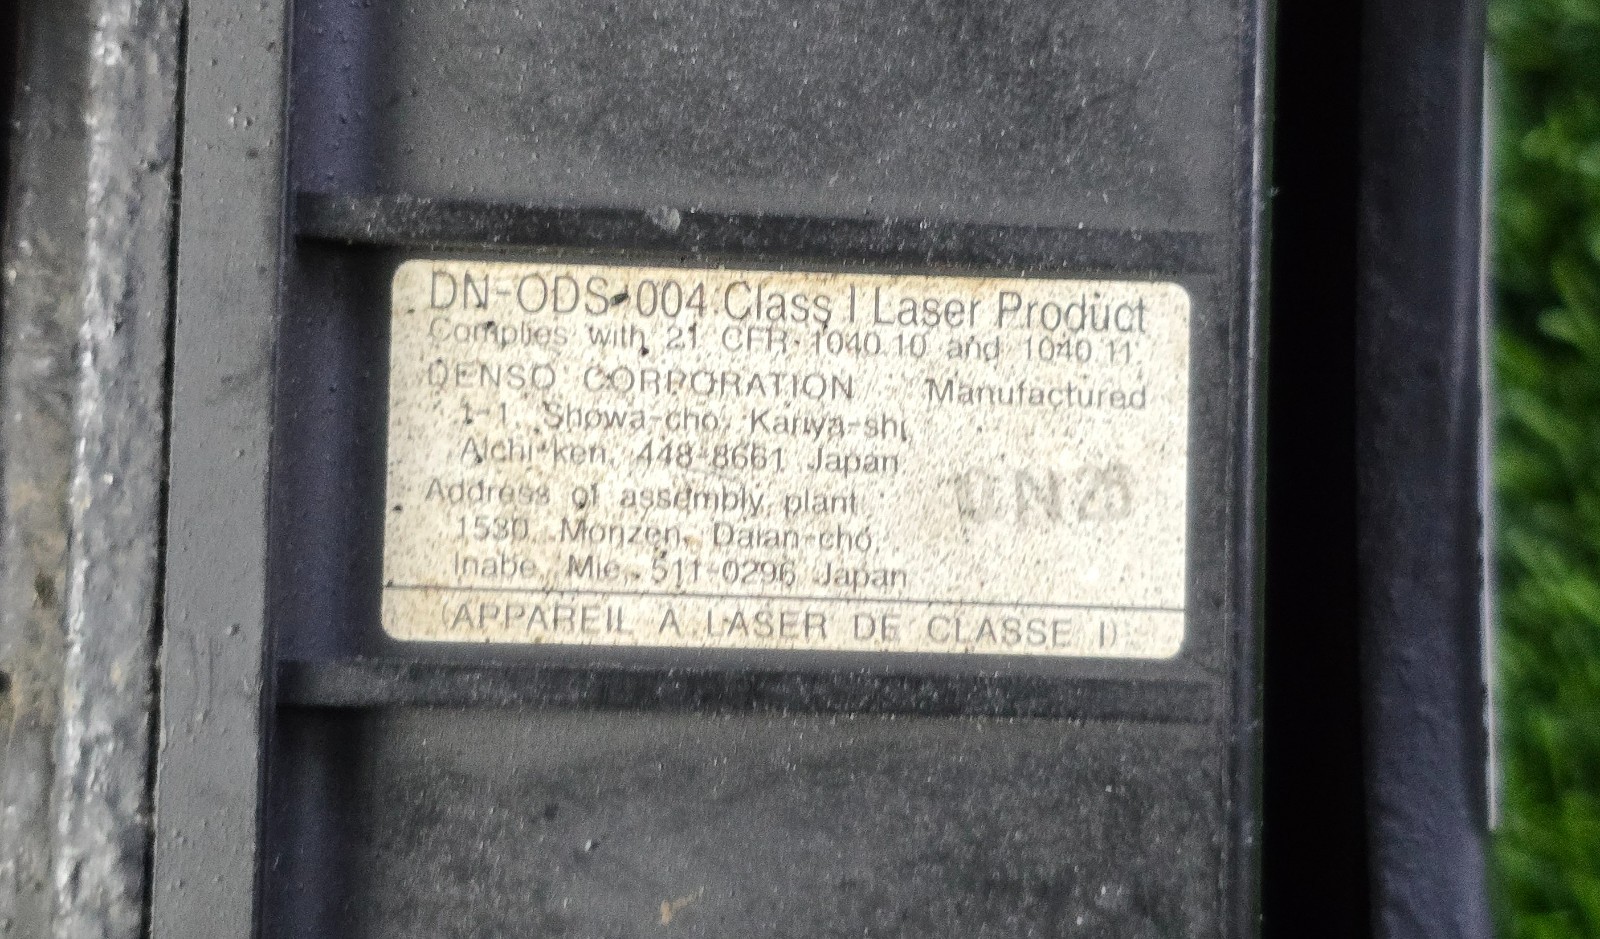 DN-ODS-004 Class I Laser Product
Complies with 21 CFR 1040.10 and 1040.11
DENSO CORPORATION Manufactured
1-1, Showa-cho, Kariya-shi,
Aichi-ken, 448-8661 Japan
Address of assembly plant
1530, Monzen, Daian-cho,
Inabe, Mie, 511-0296 Japan
(APPAREIL À LASER DE CLASSE I)